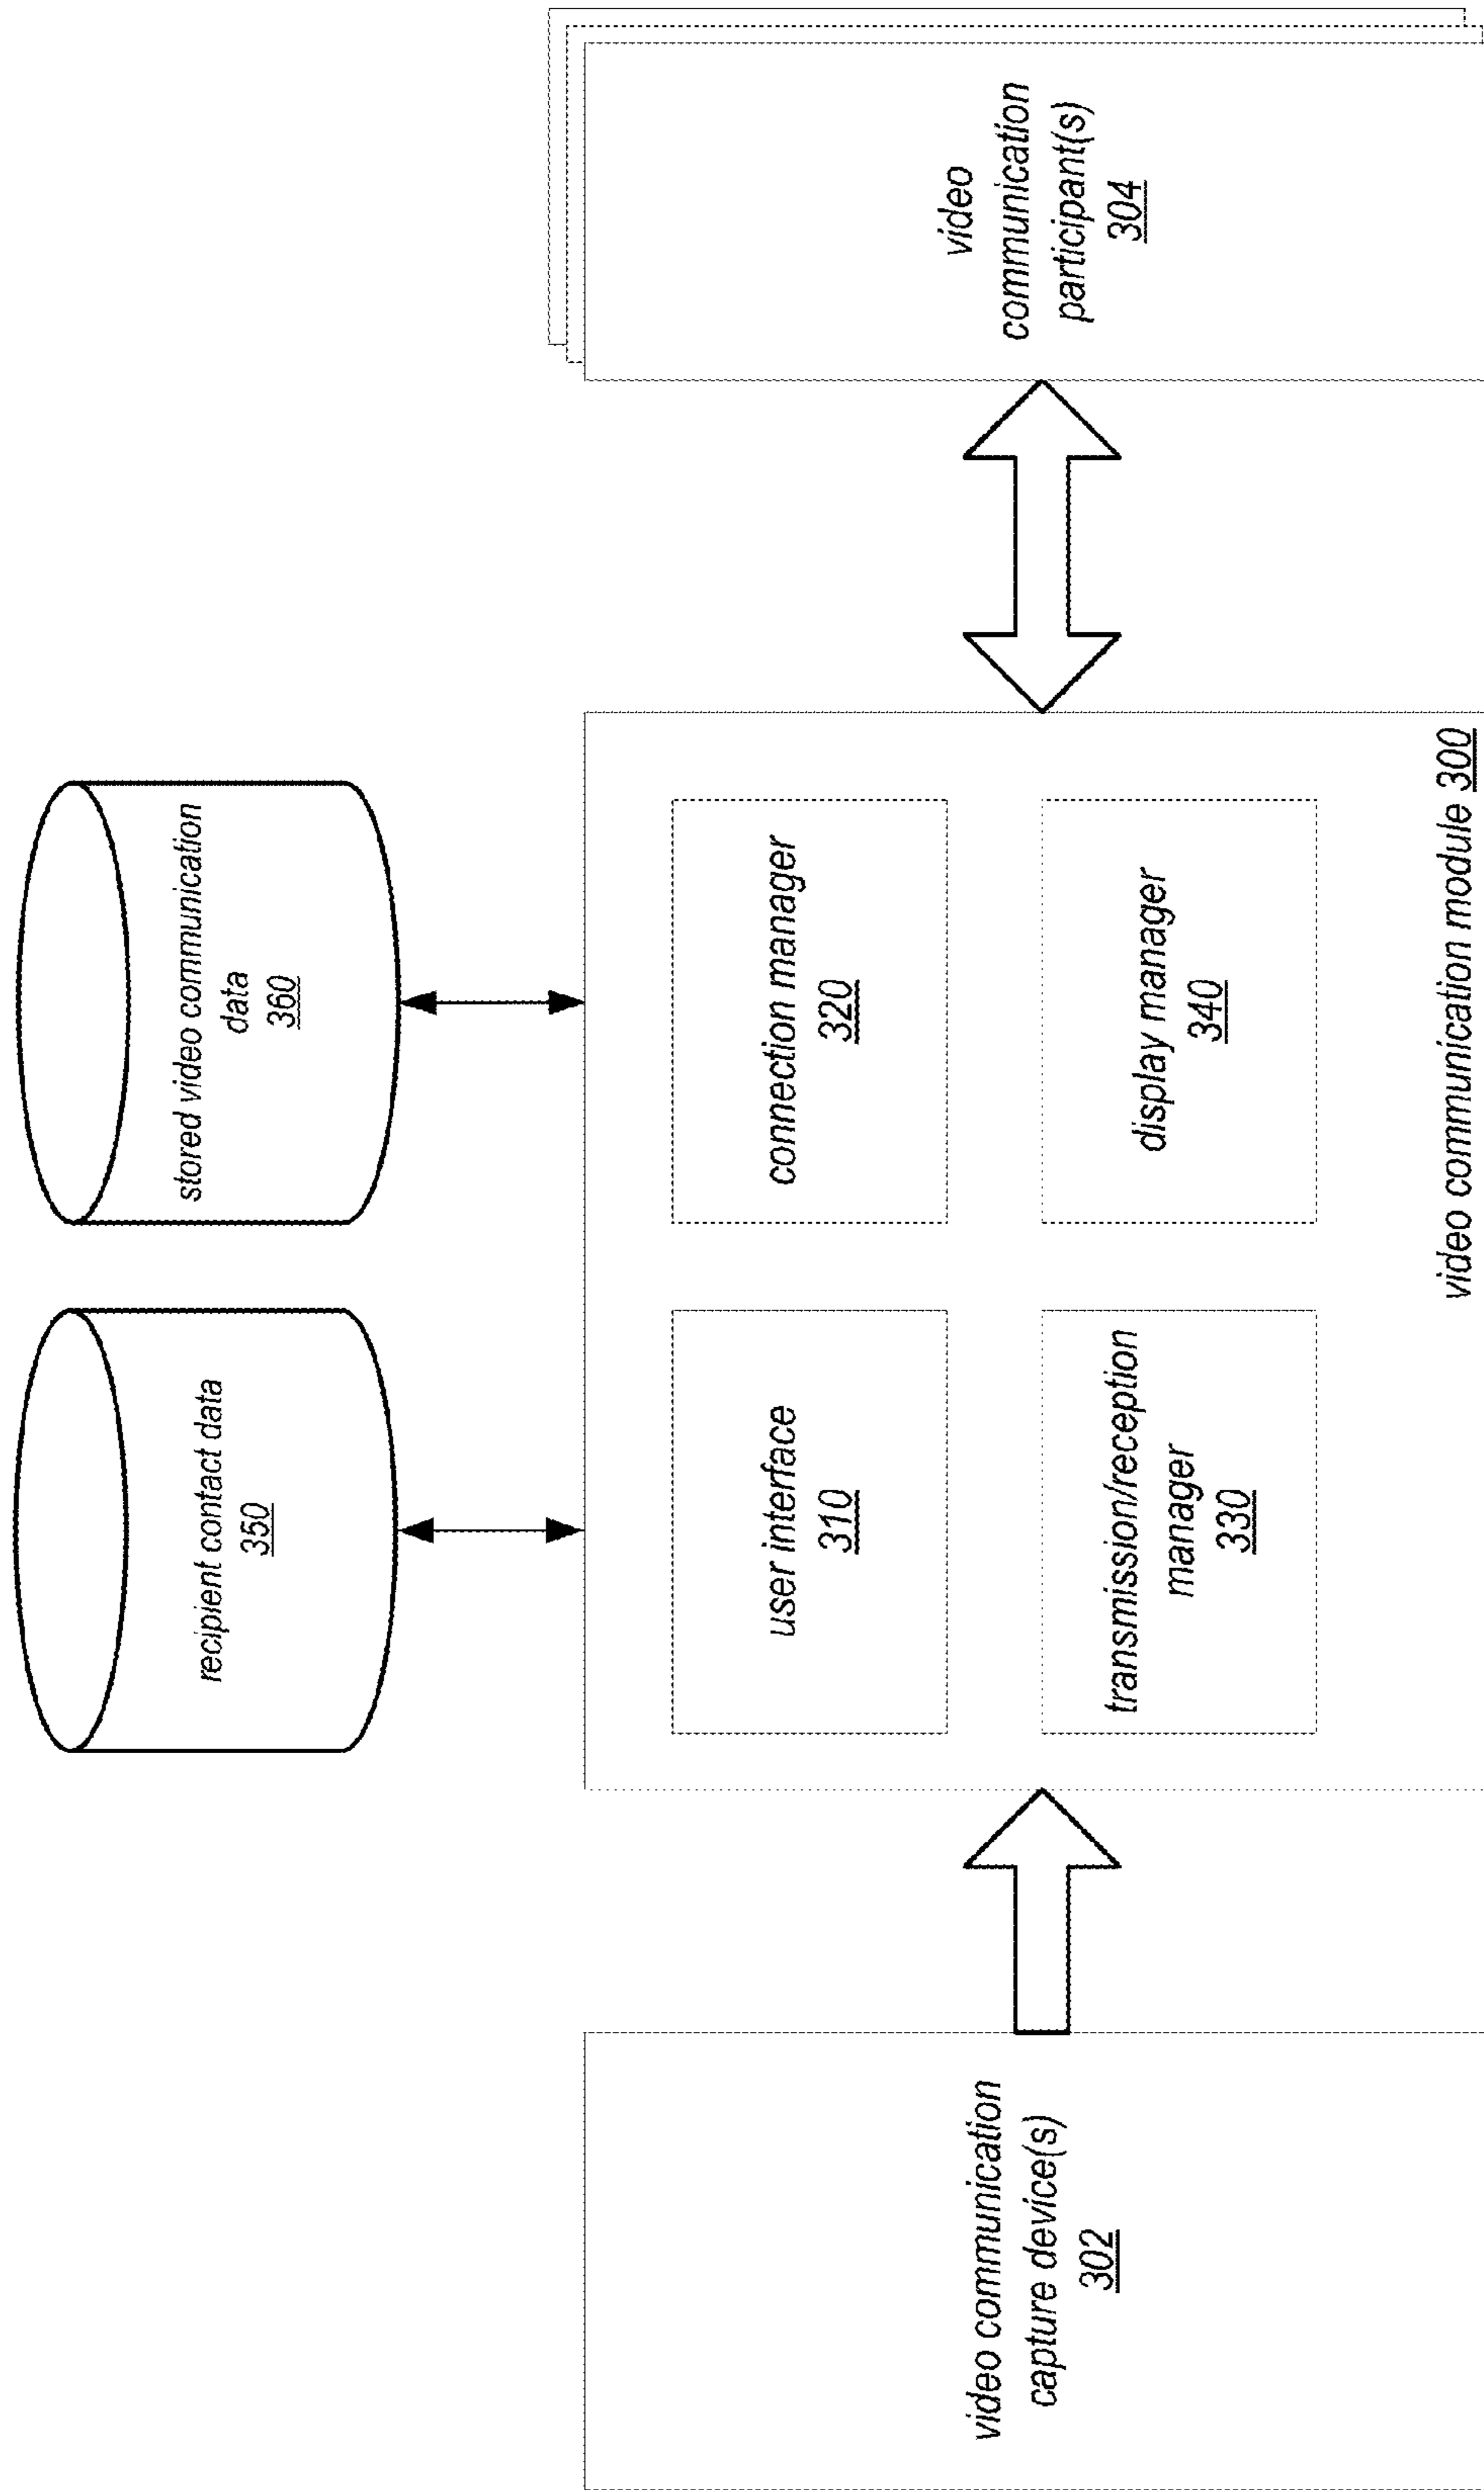 recipient contact data
350
stored video communication
data
360
video communication
capture device(s)
302
user interface
310
connection manager
320
transmission/reception
manager
330
display manager
340
video communication module 300
video
communication
participant(s)
304